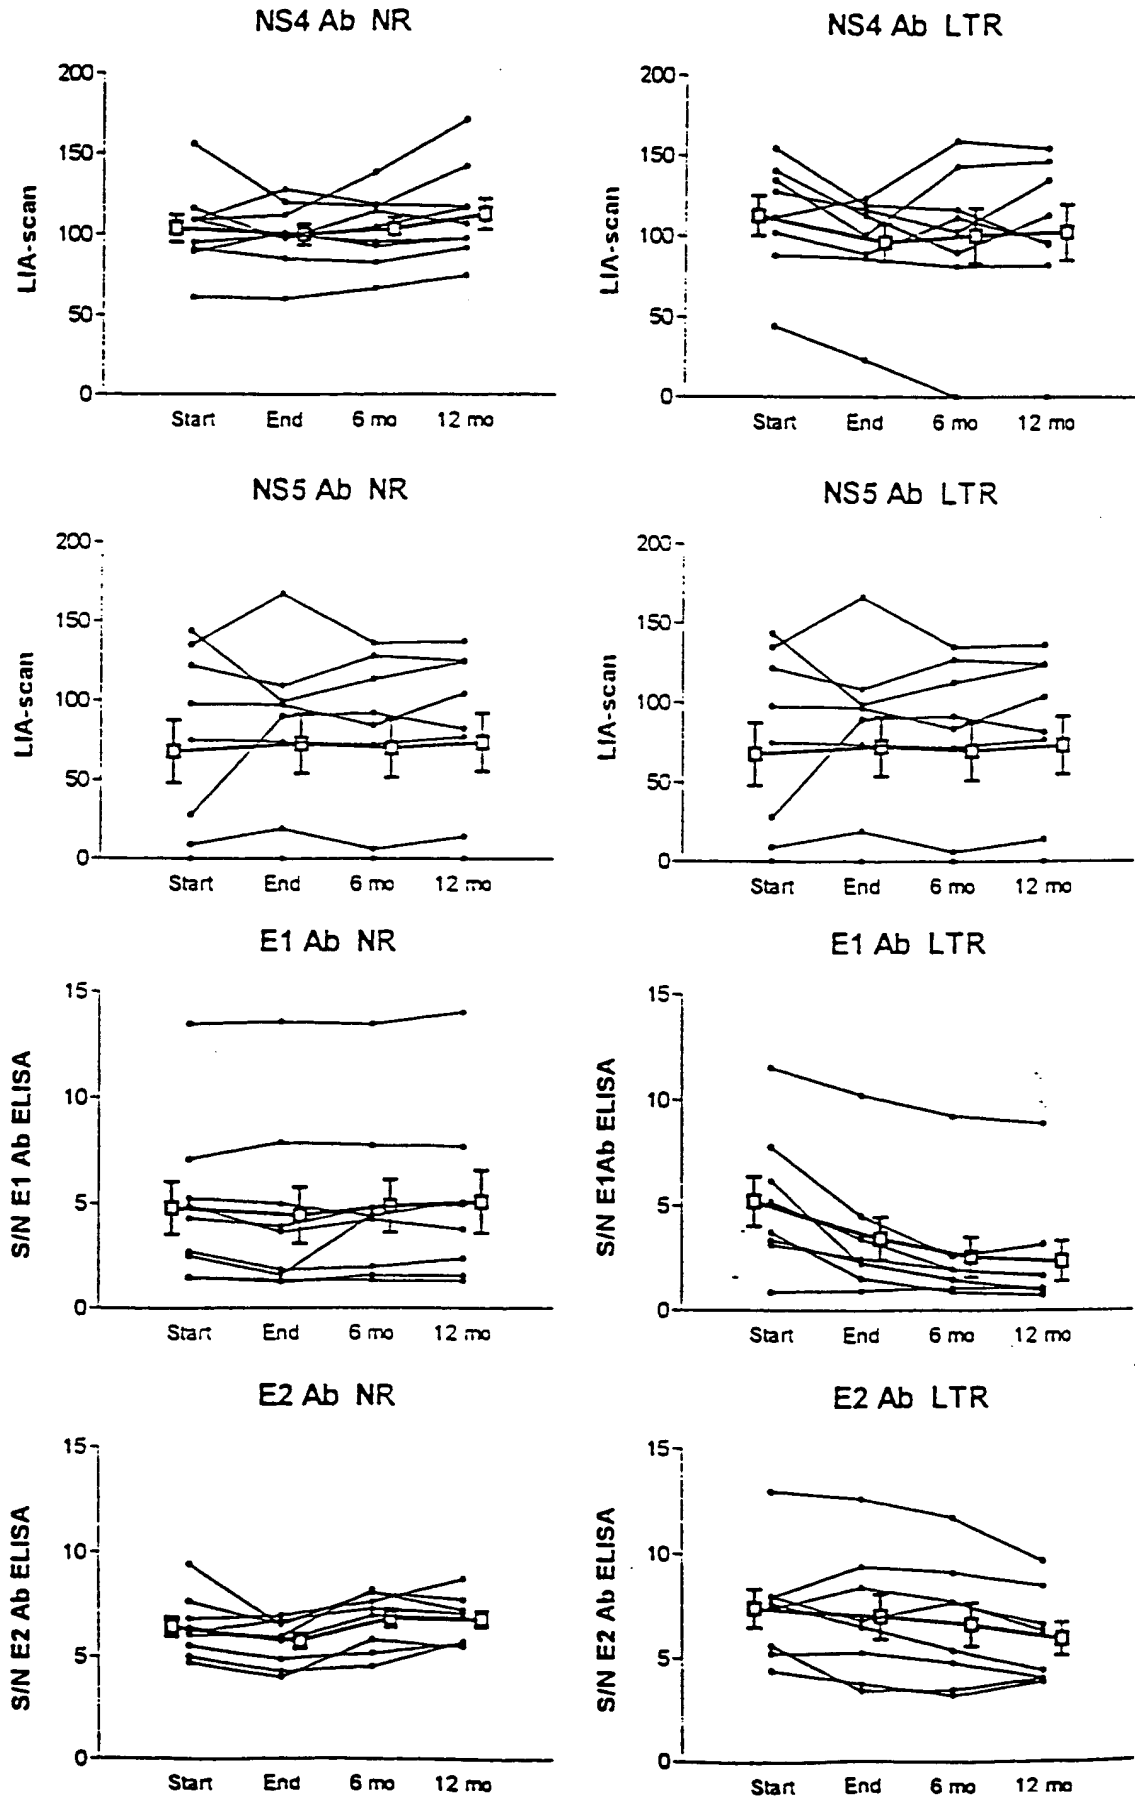 NS4 Ab NR
200
150
100
50
0
LIA-scan
Start End 6 mo 12 mo
NS4 Ab LTR
200
150
100
50
0
LIA-scan
Start End 6 mo 12 mo
NS5 Ab NR
200
150
100
50
0
LIA-scan
Start End 6 mo 12 mo
NS5 Ab LTR
200
150
100
50
0
LIA-scan
Start End 6 mo 12 mo
E1 Ab NR
15
10
5
0
S/N E1 Ab ELISA
Start End 6 mo 12 mo
E1 Ab LTR
15
10
5
0
S/N E1Ab ELISA
Start End 6 mo 12 mo
E2 Ab NR
15
10
5
0
S/N E2 Ab ELISA
Start End 6 mo 12 mo
E2 Ab LTR
15
10
5
0
S/N E2 Ab ELISA
Start End 6 mo 12 mo